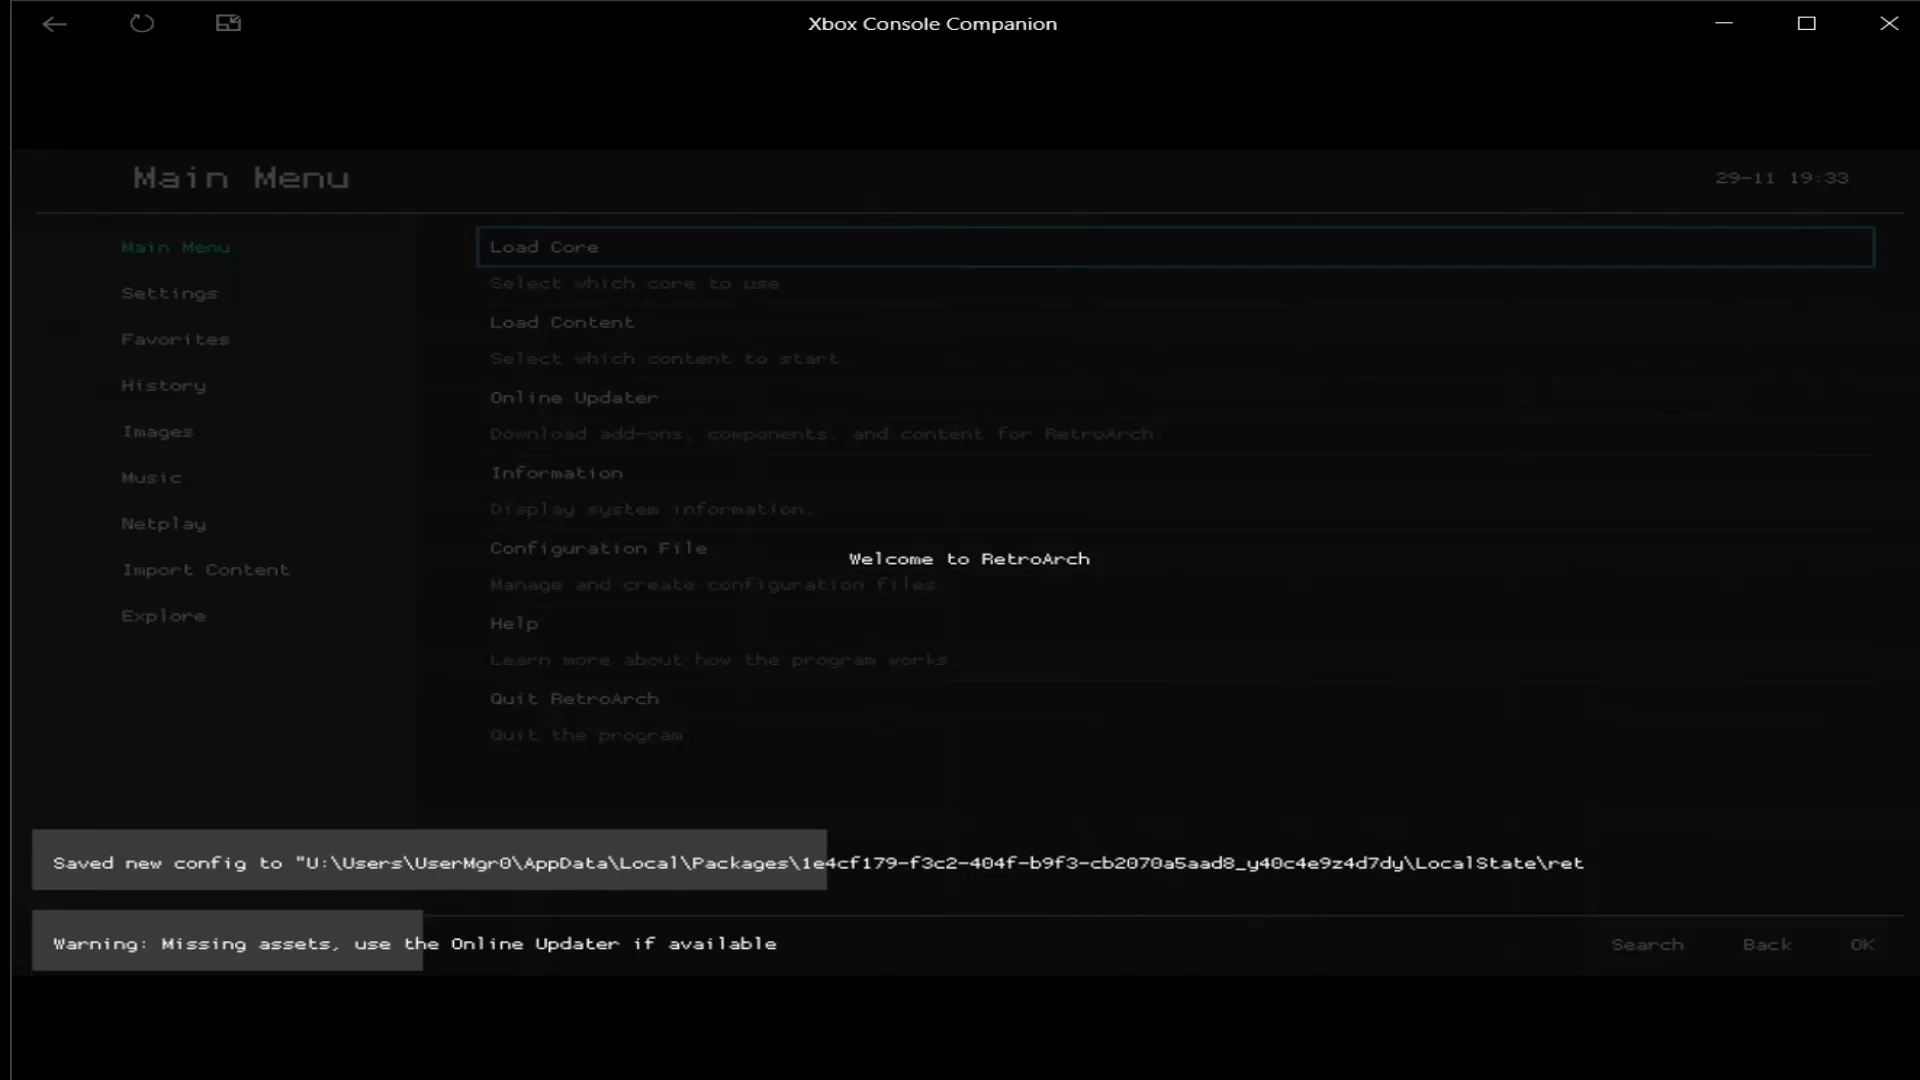 Xbox Console Companion
Main Menu
29-11 19:33
Main Menu
Settings
Favorites
History
Images
Music
Netplay
Import Content
Explore
Load Core
Select which core to use
Load Content
Select which content to start.
Online Updater
Download add-ons, components, and content for RetroArch.
Information
Display system information..
Configuration File
Manage and create configuration files.
Help
Learn more about how the program works.
Quit RetroArch
Quit the program
Welcome to RetroArch
Saved new config to "U:\Users\UserMgr0\AppData\Local\Packages\1e4cf179-f3c2-404f-b9f3-cb2070a5aad8_y40c4e9z4d7dy\LocalState\ret
Warning: Missing assets, use the Online Updater if available
Search Back OK